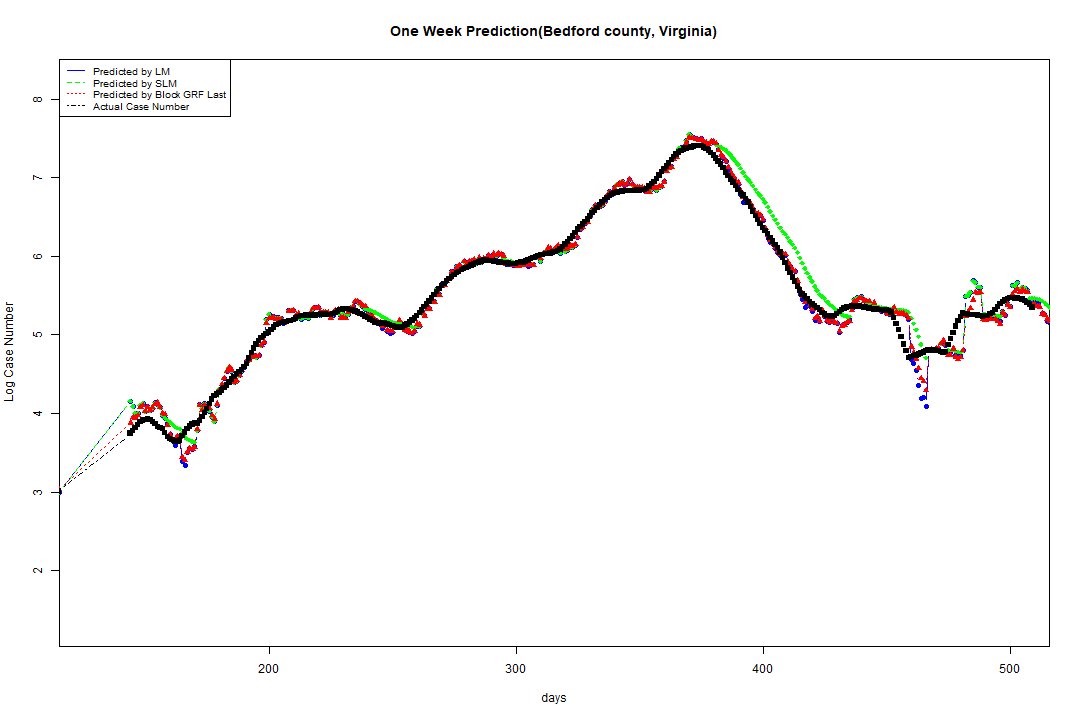 One Week Prediction(Bedford county, Virginia)
Predicted by LM
Predicted by SLM
Predicted by Block GRF Last
Actual Case Number
8
7
6
5
4
3
2
Log Case Number
200 300 400 500
days